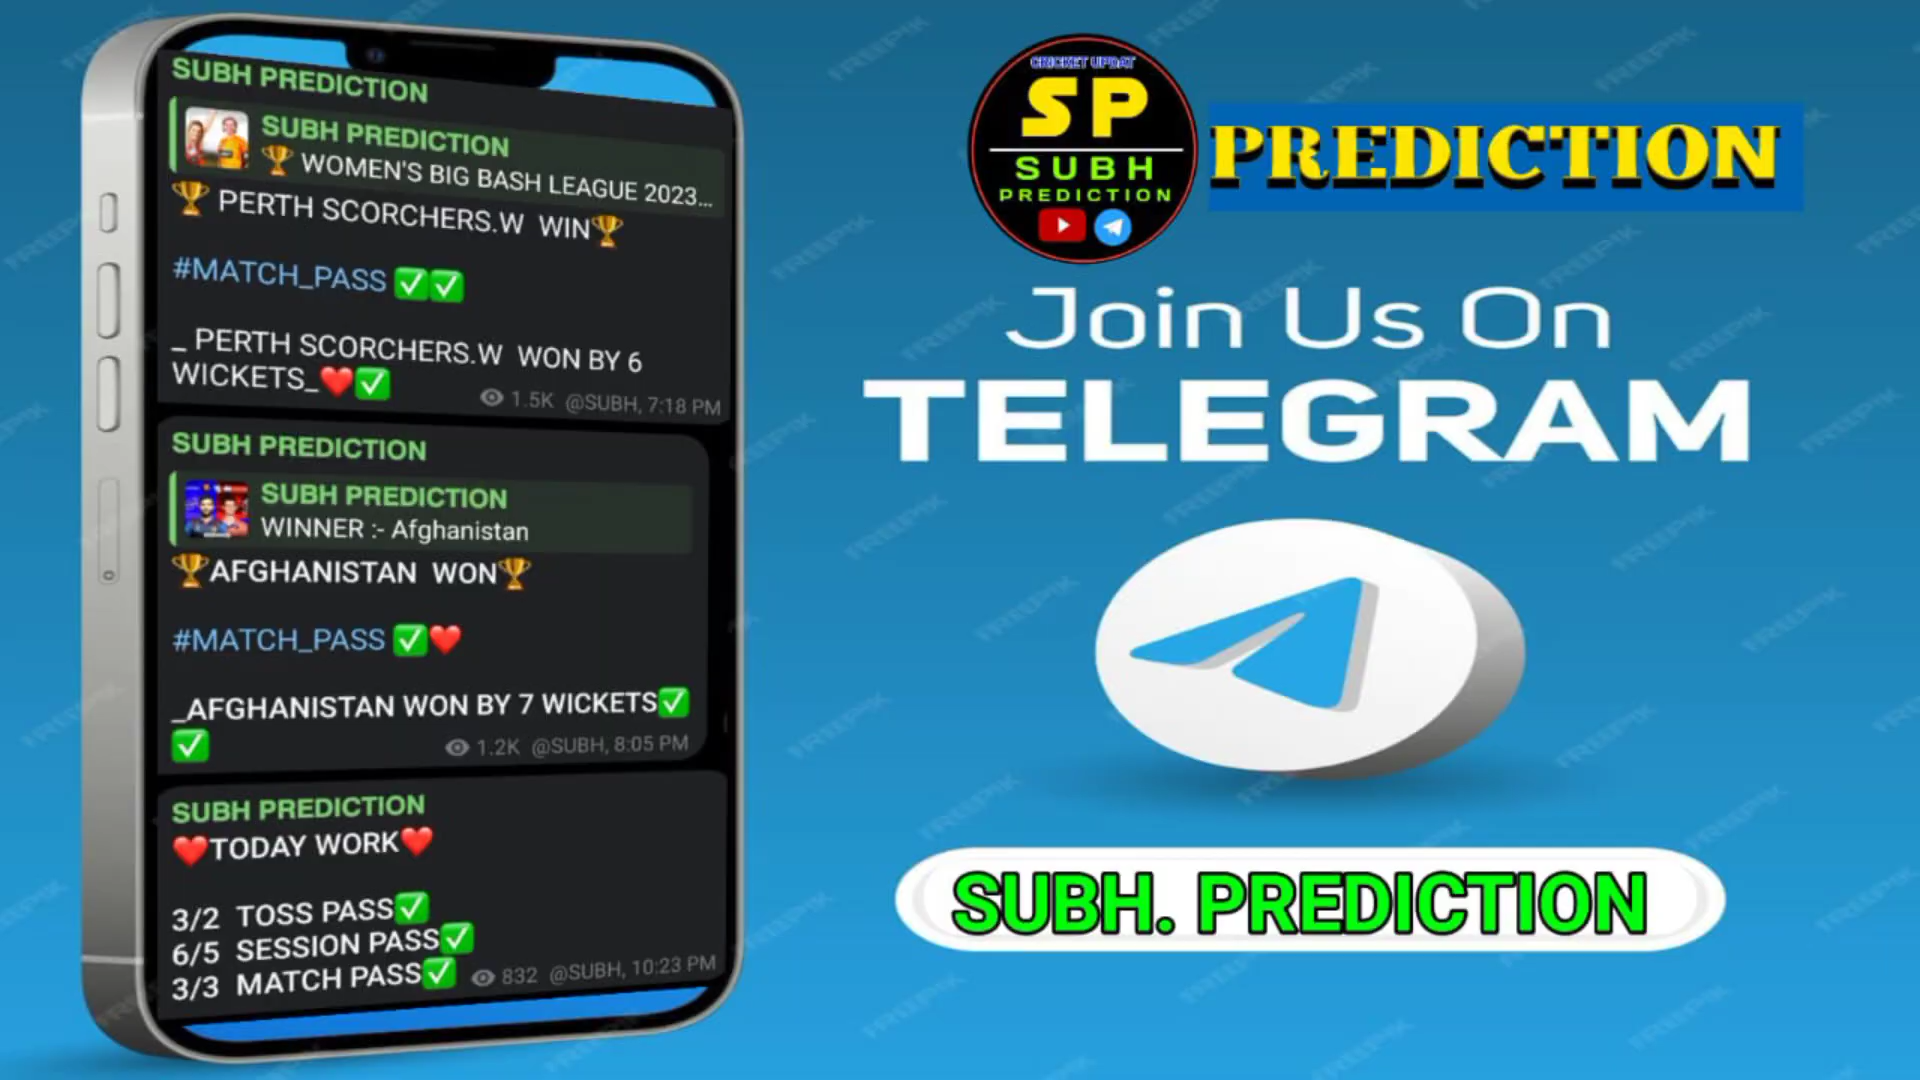 SUBH PREDICTION
SUBH PREDICTION
🏆 WOMEN'S BIG BASH LEAGUE 2023...
🏆 PERTH SCORCHERS.W WIN🏆
#MATCH_PASS ✅✅
_ PERTH SCORCHERS.W WON BY 6
WICKETS_❤️✅
1.5K @SUBH, 7:18 PM
SUBH PREDICTION
SUBH PREDICTION
WINNER :- Afghanistan
🏆AFGHANISTAN WON🏆
#MATCH_PASS ✅❤️
_AFGHANISTAN WON BY 7 WICKETS✅
✅
1.2K @SUBH, 8:05 PM
SUBH PREDICTION
❤️TODAY WORK❤️
3/2 TOSS PASS✅
6/5 SESSION PASS✅
3/3 MATCH PASS✅
832 @SUBH, 10:23 PM
CRICKET UPDAT
SP
SUBH
PREDICTION
PREDICTION
Join Us On
TELEGRAM
SUBH. PREDICTION
FREEPIK